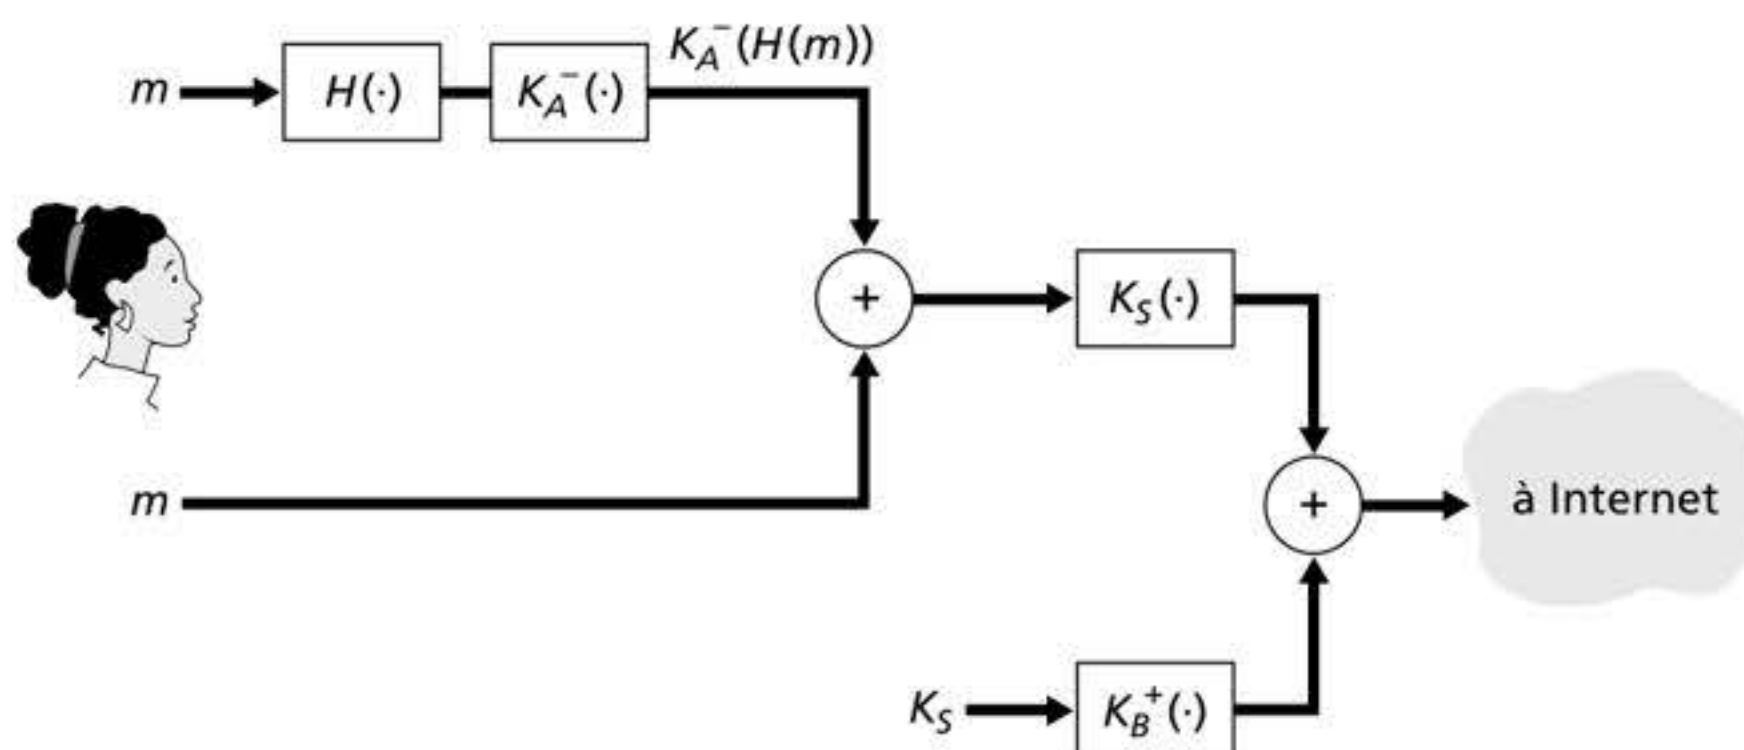 K_A^-(H(m))
m H(·) K_A^-(·)
+ K_S(·)
m + à Internet
K_S K_B^+(·)